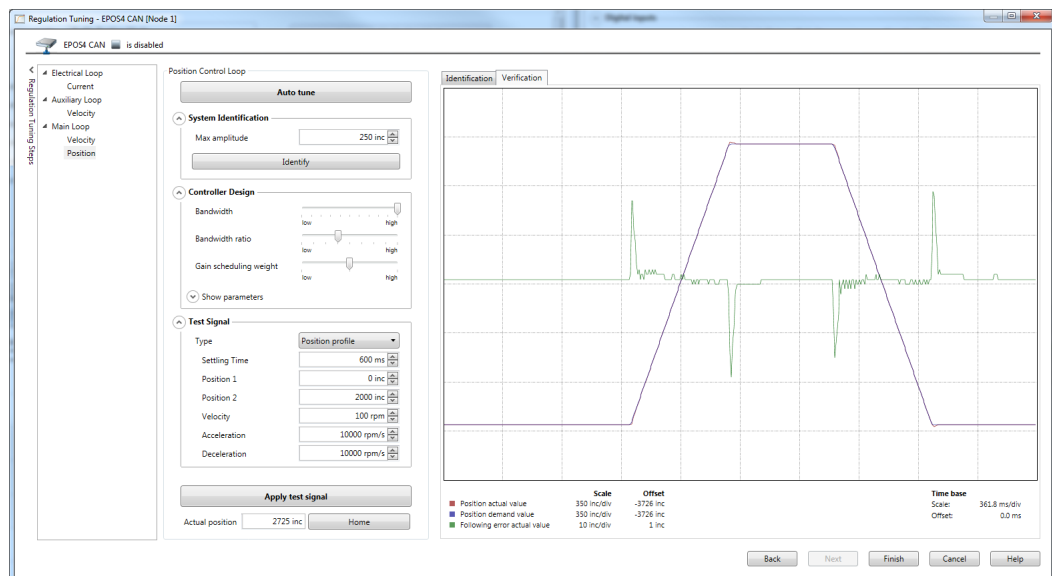 Digital inputs
Regulation Tuning - EPOS4 CAN [Node 1]
EPOS4 CAN is disabled
Regulation Tuning Steps
Electrical Loop
Current
Auxiliary Loop
Velocity
Main Loop
Velocity
Position
Position Control Loop
Auto tune
System Identification
Max amplitude 250 inc
Identify
Controller Design
Bandwidth
low high
Bandwidth ratio
low high
Gain scheduling weight
low high
Show parameters
Test Signal
Type Position profile
Settling Time 600 ms
Position 1 0 inc
Position 2 2000 inc
Velocity 100 rpm
Acceleration 10000 rpm/s
Deceleration 10000 rpm/s
Apply test signal
Actual position 2725 inc Home
Identification Verification
Scale Offset
Position actual value 350 inc/div -3726 inc
Position demand value 350 inc/div -3726 inc
Following error actual value 10 inc/div 1 inc
Time base
Scale: 361.8 ms/div
Offset: 0.0 ms
Back Next Finish Cancel Help